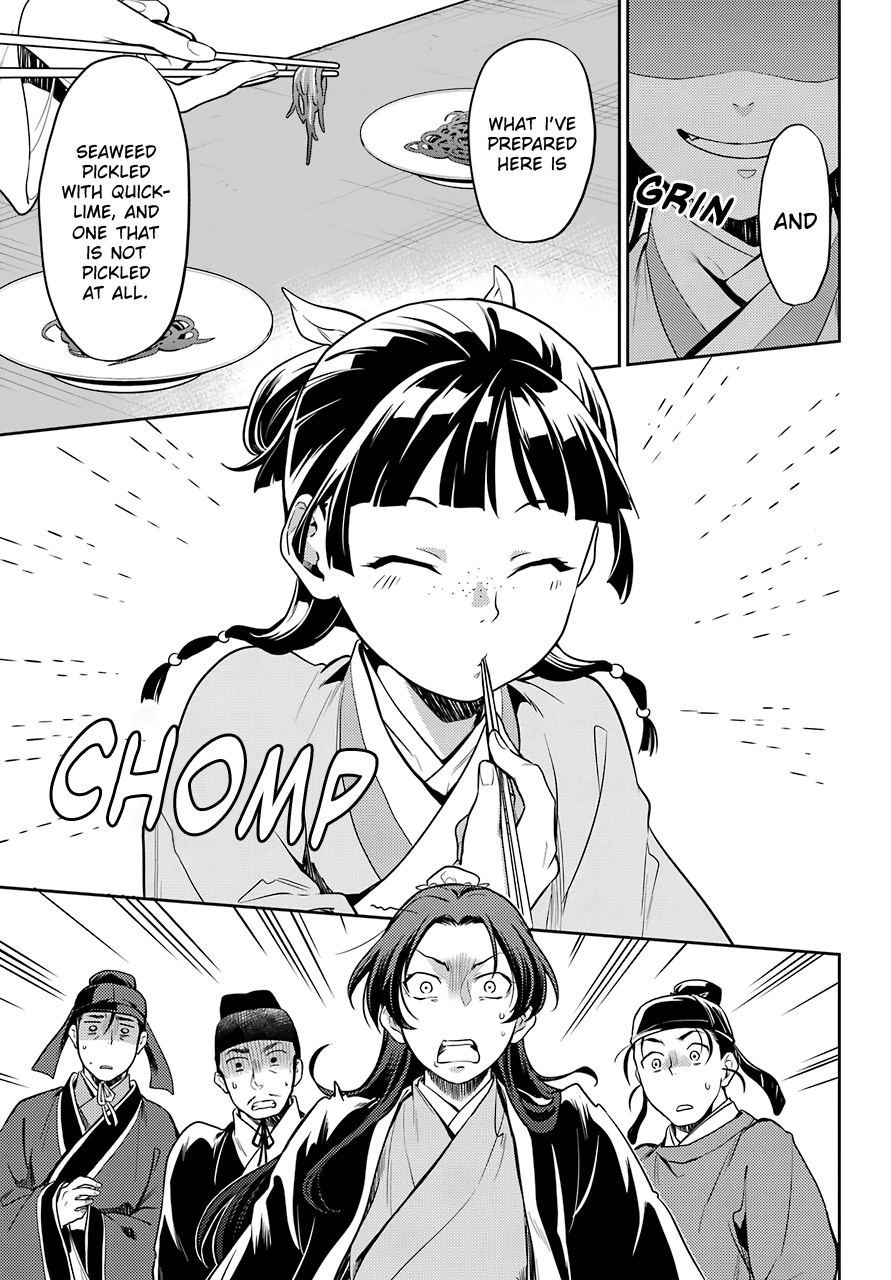 AND
GRIN
WHAT I'VE
PREPARED
HERE IS
SEAWEED
PICKLED
WITH QUICK-
LIME, AND
ONE THAT
IS NOT
PICKLED
AT ALL.
CHOMP